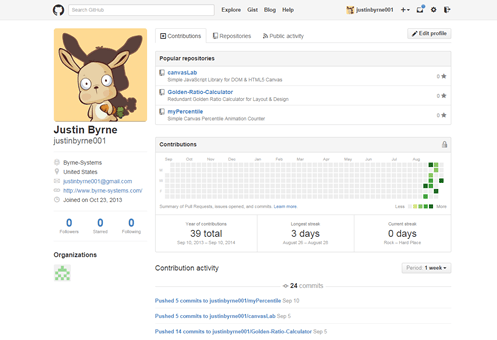 Search GitHub
Explore Gist Blog Help
justinbyrne001
Contributions Repositories Public activity
Edit profile
Popular repositories
canvasLab
Simple JavaScript Library for DOM & HTML5 Canvas
0
Golden-Ratio-Calculator
Redundant Golden Ratio Calculator for Layout & Design
0
myPercentile
Simple Canvas Percentile Animation Counter
0
Justin Byrne
justinbyrne001
Byrne-Systems
United States
justinbyrne001@gmail.com
http://www.byrne-systems.com/
Joined on Oct 23, 2013
0 0 0
Followers Starred Following
Organizations
Contributions
Sep Oct Nov Dec Jan Feb Mar Apr May Jun Jul Aug
M
W
F
Summary of Pull Requests, issues opened, and commits. Learn more
Less More
Year of contributions
39 total
Sep 10, 2013 – Sep 10, 2014
Longest streak
3 days
August 26 – August 28
Current streak
0 days
Rock – Hard Place
Contribution activity
Period: 1 week
24 commits
Pushed 5 commits to justinbyrne001/myPercentile Sep 10
Pushed 5 commits to justinbyrne001/canvasLab Sep 5
Pushed 14 commits to justinbyrne001/Golden-Ratio-Calculator Sep 5